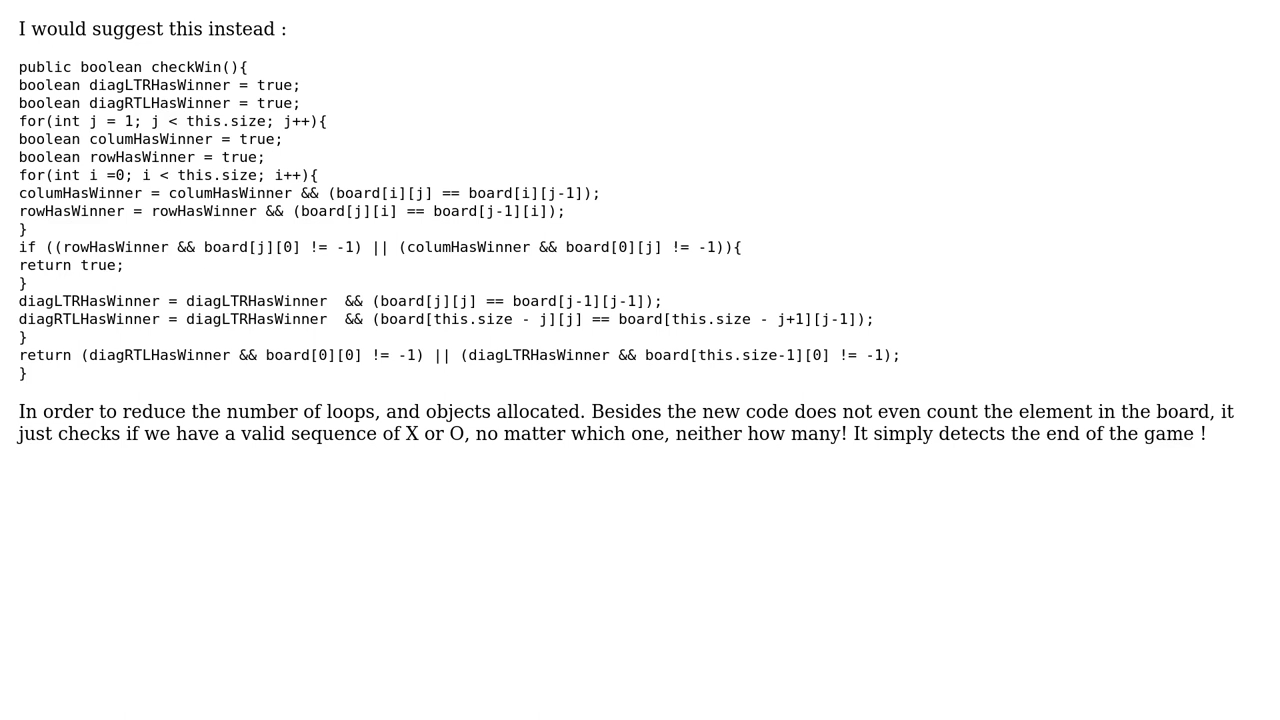 I would suggest this instead :
public boolean checkWin(){
boolean diagLTRHasWinner = true;
boolean diagRTLHasWinner = true;
for(int j = 1; j < this.size; j++){
boolean columHasWinner = true;
boolean rowHasWinner = true;
for(int i =0; i < this.size; i++){
columHasWinner = columHasWinner && (board[i][j] == board[i][j-1]);
rowHasWinner = rowHasWinner && (board[j][i] == board[j-1][i]);
}
if ((rowHasWinner && board[j][0] != -1) || (columHasWinner && board[0][j] != -1)){
return true;
}
diagLTRHasWinner = diagLTRHasWinner  && (board[j][j] == board[j-1][j-1]);
diagRTLHasWinner = diagLTRHasWinner  && (board[this.size - j][j] == board[this.size - j+1][j-1]);
}
return (diagRTLHasWinner && board[0][0] != -1) || (diagLTRHasWinner && board[this.size-1][0] != -1);
}
In order to reduce the number of loops, and objects allocated. Besides the new code does not even count the element in the board, it
just checks if we have a valid sequence of X or O, no matter which one, neither how many! It simply detects the end of the game !